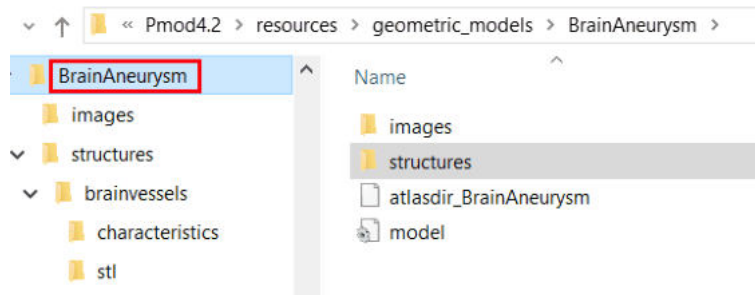 « Pmod4.2 > resources > geometric_models > BrainAneurysm >
BrainAneurysm
images
structures
brainvessels
characteristics
stl
Name
images
structures
atlasdir_BrainAneurysm
model